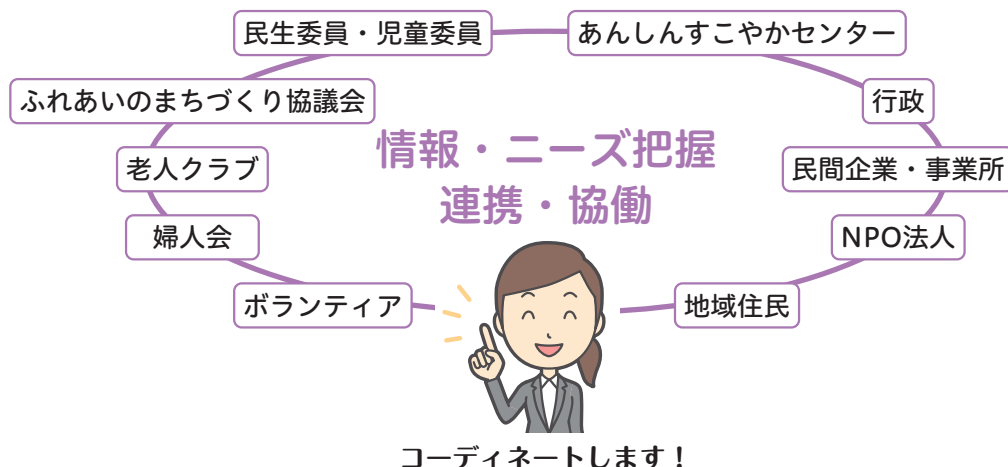 民生委員・児童委員
あんしんすこやかセンター
ふれあいのまちづくり協議会
行政
情報・ニーズ把握
連携・協働
老人クラブ
民間企業・事業所
婦人会
NPO法人
ボランティア
地域住民
コーディネートします！